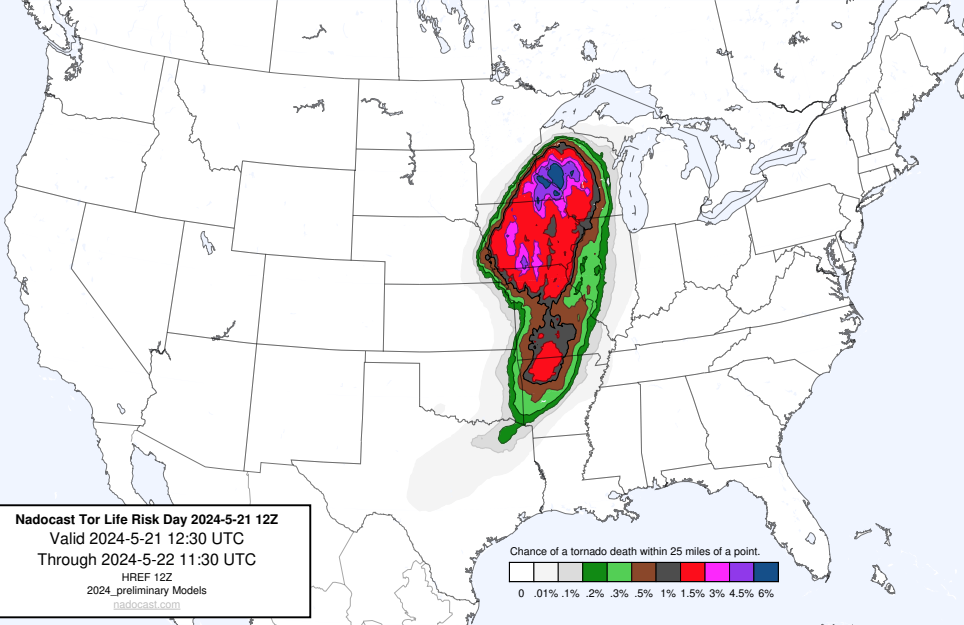 Nadocast Tor Life Risk Day 2024-5-21 12Z
Valid 2024-5-21 12:30 UTC
Through 2024-5-22 11:30 UTC
HREF 12Z
2024_preliminary Models
nadocast.com
Chance of a tornado death within 25 miles of a point.
0 .01% .1% .2% .3% .5% 1% 1.5% 3% 4.5% 6%